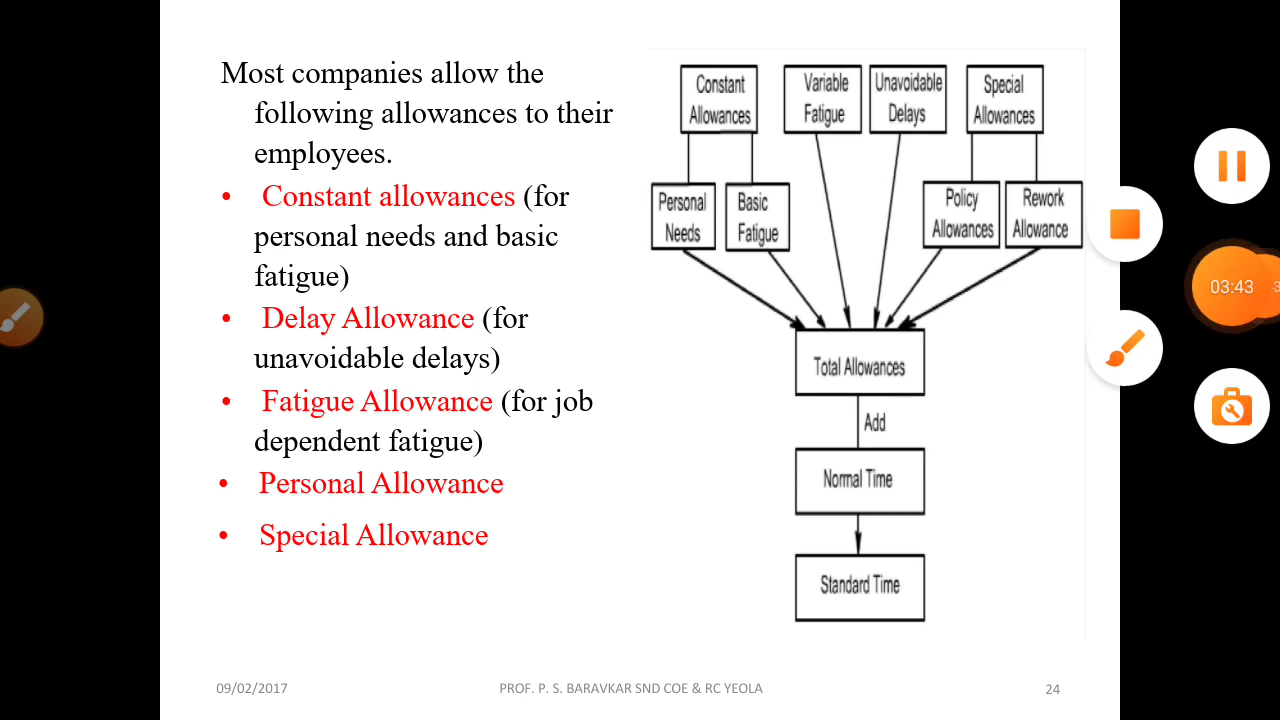 Most companies allow the
following allowances to their
employees.
• Constant allowances (for
personal needs and basic
fatigue)
• Delay Allowance (for
unavoidable delays)
• Fatigue Allowance (for job
dependent fatigue)
• Personal Allowance
• Special Allowance
Constant
Allowances
Variable
Fatigue
Unavoidable
Delays
Special
Allowances
Personal
Needs
Basic
Fatigue
Policy
Allowances
Rework
Allowance
Total Allowances
Add
Normal Time
Standard Time
03:43
09/02/2017
PROF. P. S. BARAVKAR SND COE & RC YEOLA
24